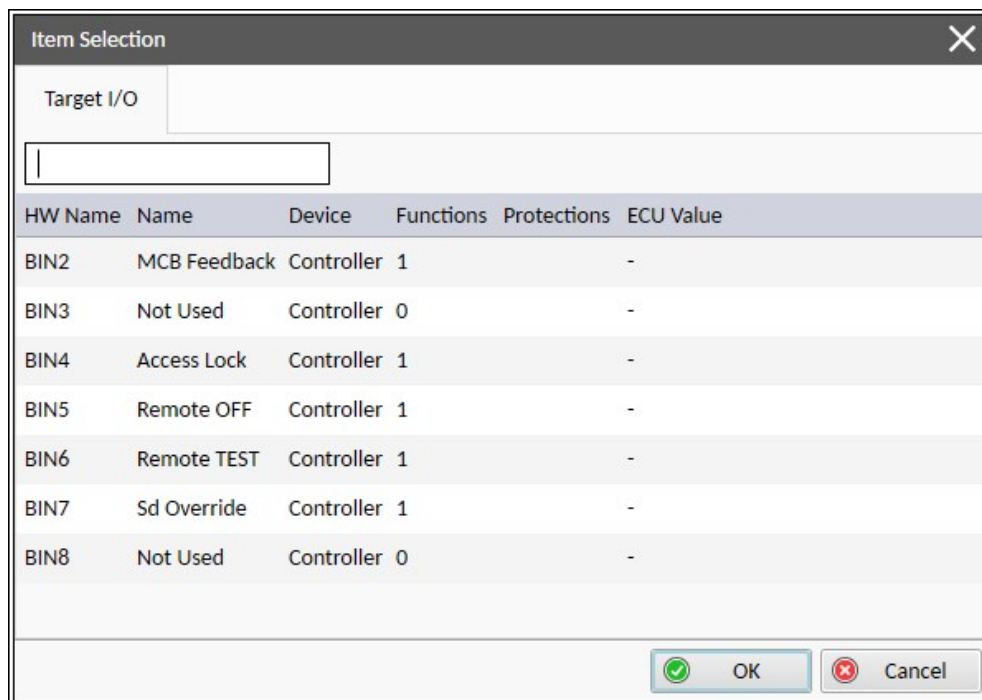 Item Selection
Target I/O
HW Name Name Device Functions Protections ECU Value
BIN2 MCB Feedback Controller 1 -
BIN3 Not Used Controller 0 -
BIN4 Access Lock Controller 1 -
BIN5 Remote OFF Controller 1 -
BIN6 Remote TEST Controller 1 -
BIN7 Sd Override Controller 1 -
BIN8 Not Used Controller 0 -
OK Cancel